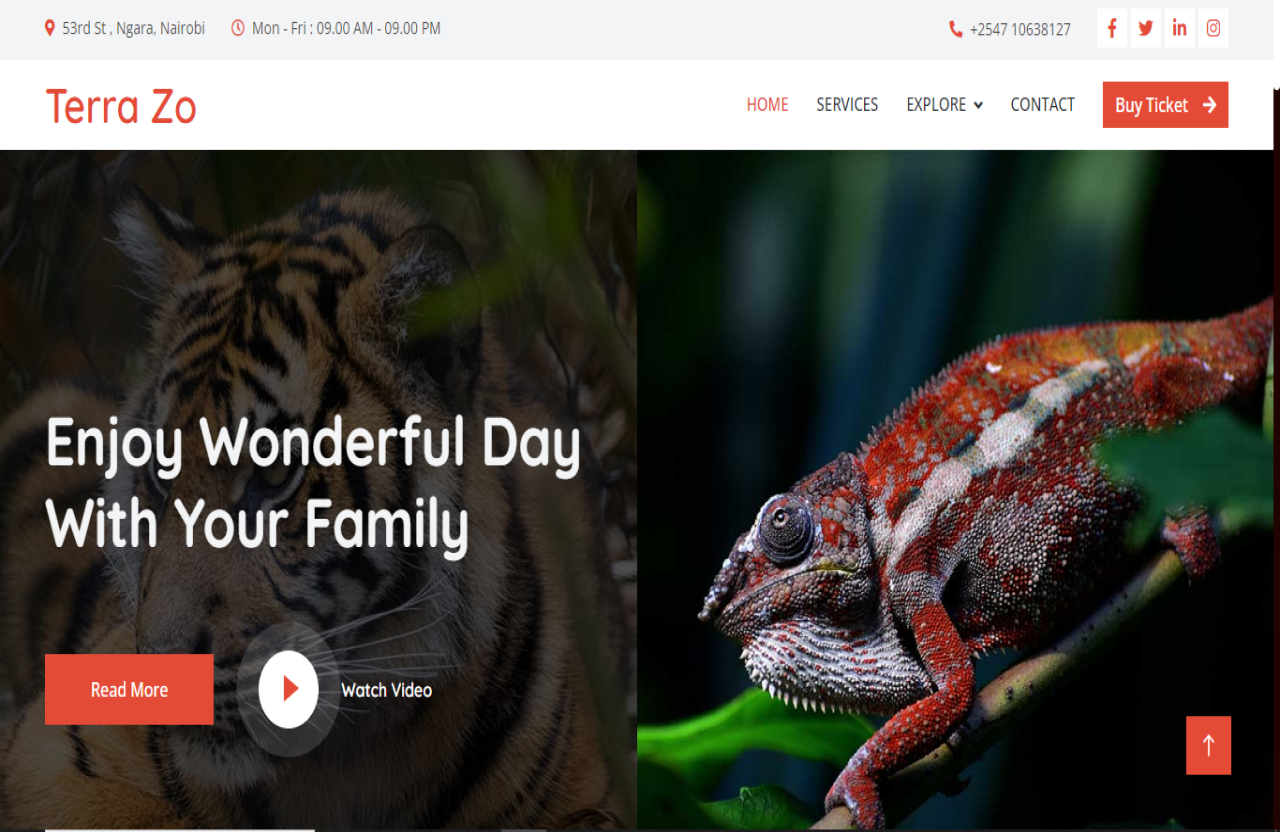 53rd St , Ngara, Nairobi
Mon - Fri : 09.00 AM - 09.00 PM
+2547 10638127
Terra Zo
HOME
SERVICES
EXPLORE
CONTACT
Buy Ticket
Enjoy Wonderful Day
With Your Family
Read More
Watch Video